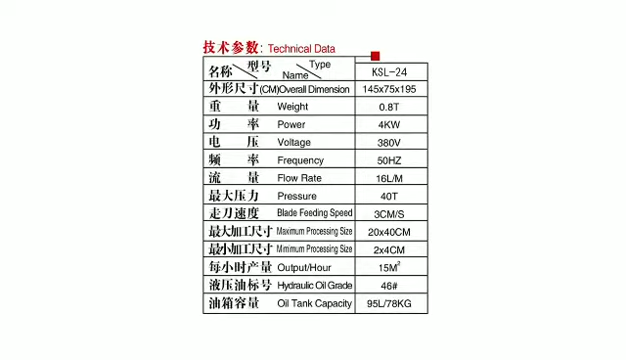 技术参数: Technical Data
名称 型号 Name Type KSL-24
外形尺寸(CM)Overall Dimension 145x75x195
重 量 Weight 0.8T
功 率 Power 4KW
电 压 Voltage 380V
频 率 Frequency 50HZ
流 量 Flow Rate 16L/M
最大压力 Pressure 40T
走刀速度 Blade Feeding Speed 3CM/S
最大加工尺寸 Maximum Processing Size 20x40CM
最小加工尺寸 Mimimum Processing Size 2x4CM
每小时产量 Output/Hour 15M²
液压油标号 Hydraulic Oil Grade 46#
油箱容量 Oil Tank Capacity 95L/78KG